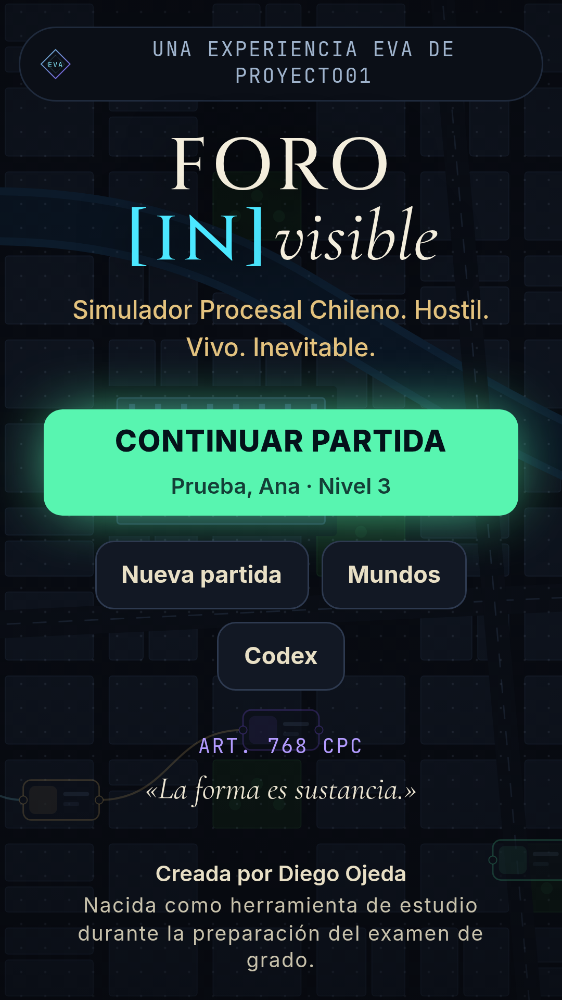 EVA
UNA EXPERIENCIA EVA DE
PROYECTO01
FORO
[IN] visible
Simulador Procesal Chileno. Hostil.
Vivo. Inevitable.
CONTINUAR PARTIDA
Prueba, Ana · Nivel 3
Nueva partida
Mundos
Codex
ART. 768 CPC
«La forma es sustancia.»
Creada por Diego Ojeda
Nacida como herramienta de estudio
durante la preparación del examen de
grado.